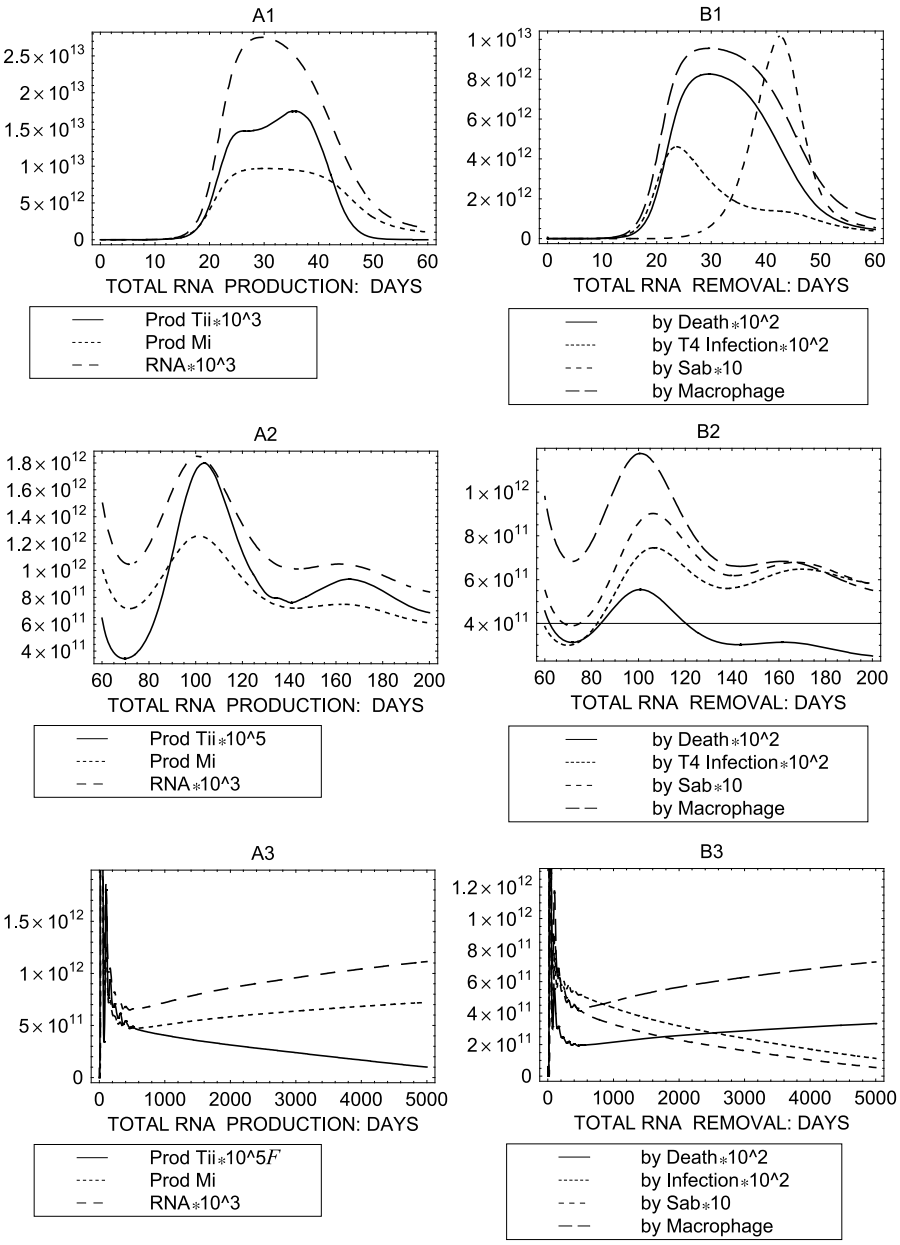 A1
2.5 × 10^13
2 × 10^13
1.5 × 10^13
1 × 10^13
5 × 10^12
0
0 10 20 30 40 50 60
TOTAL RNA PRODUCTION: DAYS
Prod Tii*10^3
Prod Mi
RNA*10^3
B1
1 × 10^13
8 × 10^12
6 × 10^12
4 × 10^12
2 × 10^12
0
0 10 20 30 40 50 60
TOTAL RNA REMOVAL: DAYS
by Death*10^2
by T4 Infection*10^2
by Sab*10
by Macrophage
A2
1.8 × 10^12
1.6 × 10^12
1.4 × 10^12
1.2 × 10^12
1 × 10^12
8 × 10^11
6 × 10^11
4 × 10^11
60 80 100 120 140 160 180 200
TOTAL RNA PRODUCTION: DAYS
Prod Tii*10^5
Prod Mi
RNA*10^3
B2
1 × 10^12
8 × 10^11
6 × 10^11
4 × 10^11
60 80 100 120 140 160 180 200
TOTAL RNA REMOVAL: DAYS
by Death*10^2
by T4 Infection*10^2
by Sab*10
by Macrophage
A3
1.5 × 10^12
1 × 10^12
5 × 10^11
0
0 1000 2000 3000 4000 5000
TOTAL RNA PRODUCTION: DAYS
Prod Tii*10^5F
Prod Mi
RNA*10^3
B3
1.2 × 10^12
1 × 10^12
8 × 10^11
6 × 10^11
4 × 10^11
2 × 10^11
0
0 1000 2000 3000 4000 5000
TOTAL RNA REMOVAL: DAYS
by Death*10^2
by Infection*10^2
by Sab*10
by Macrophage